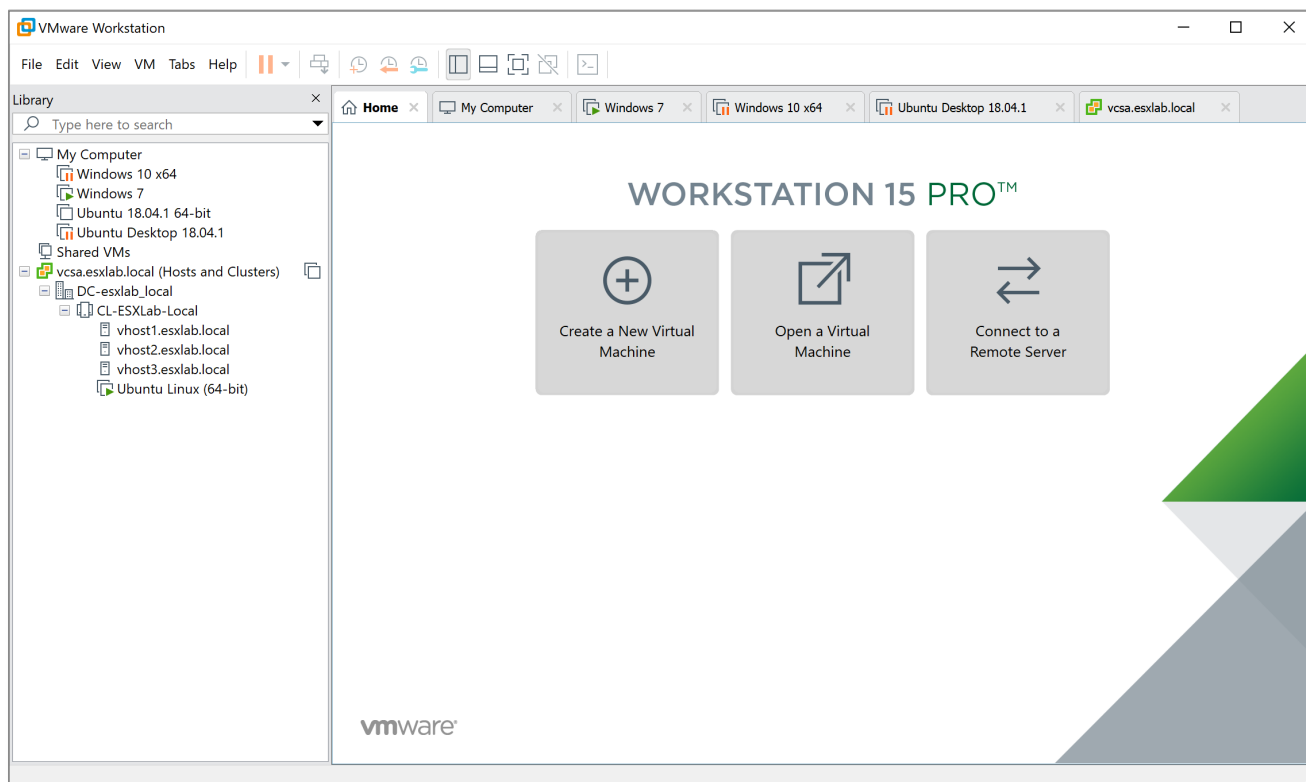 VMware Workstation
File Edit View VM Tabs Help
Library
Type here to search
My Computer
Windows 10 x64
Windows 7
Ubuntu 18.04.1 64-bit
Ubuntu Desktop 18.04.1
Shared VMs
vcsa.esxlab.local (Hosts and Clusters)
DC-esxlab_local
CL-ESXLab-Local
vhost1.esxlab.local
vhost2.esxlab.local
vhost3.esxlab.local
Ubuntu Linux (64-bit)
Home My Computer Windows 7 Windows 10 x64 Ubuntu Desktop 18.04.1 vcsa.esxlab.local
WORKSTATION 15 PRO™
Create a New Virtual
Machine
Open a Virtual
Machine
Connect to a
Remote Server
vmware®